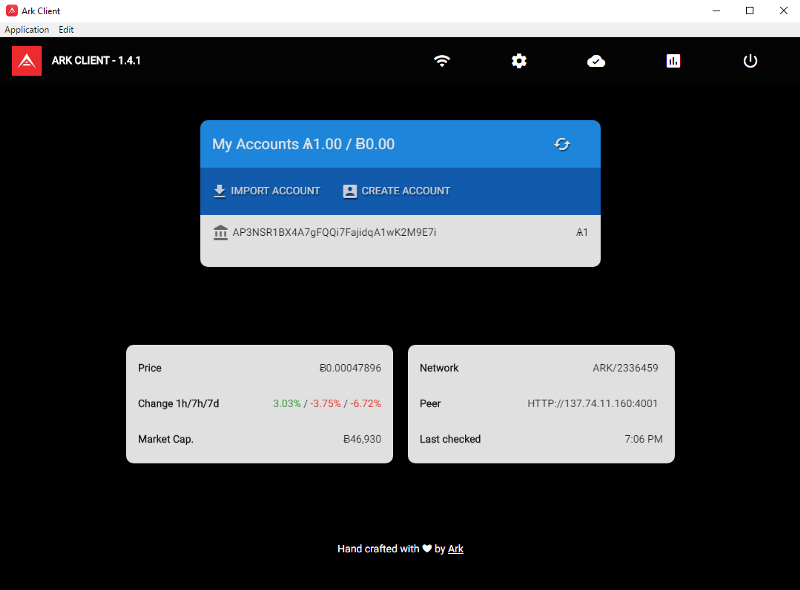 Ark Client
Application Edit
ARK CLIENT - 1.4.1
My Accounts Ѧ1.00 / Ƀ0.00
IMPORT ACCOUNT CREATE ACCOUNT
AP3NSR1BX4A7gFQQi7FajidqA1wK2M9E7i Ѧ1
Price Ƀ0.00047896
Change 1h/7h/7d 3.03% / -3.75% / -6.72%
Market Cap. Ƀ46,930
Network ARK/2336459
Peer HTTP://137.74.11.160:4001
Last checked 7:06 PM
Hand crafted with ❤ by Ark